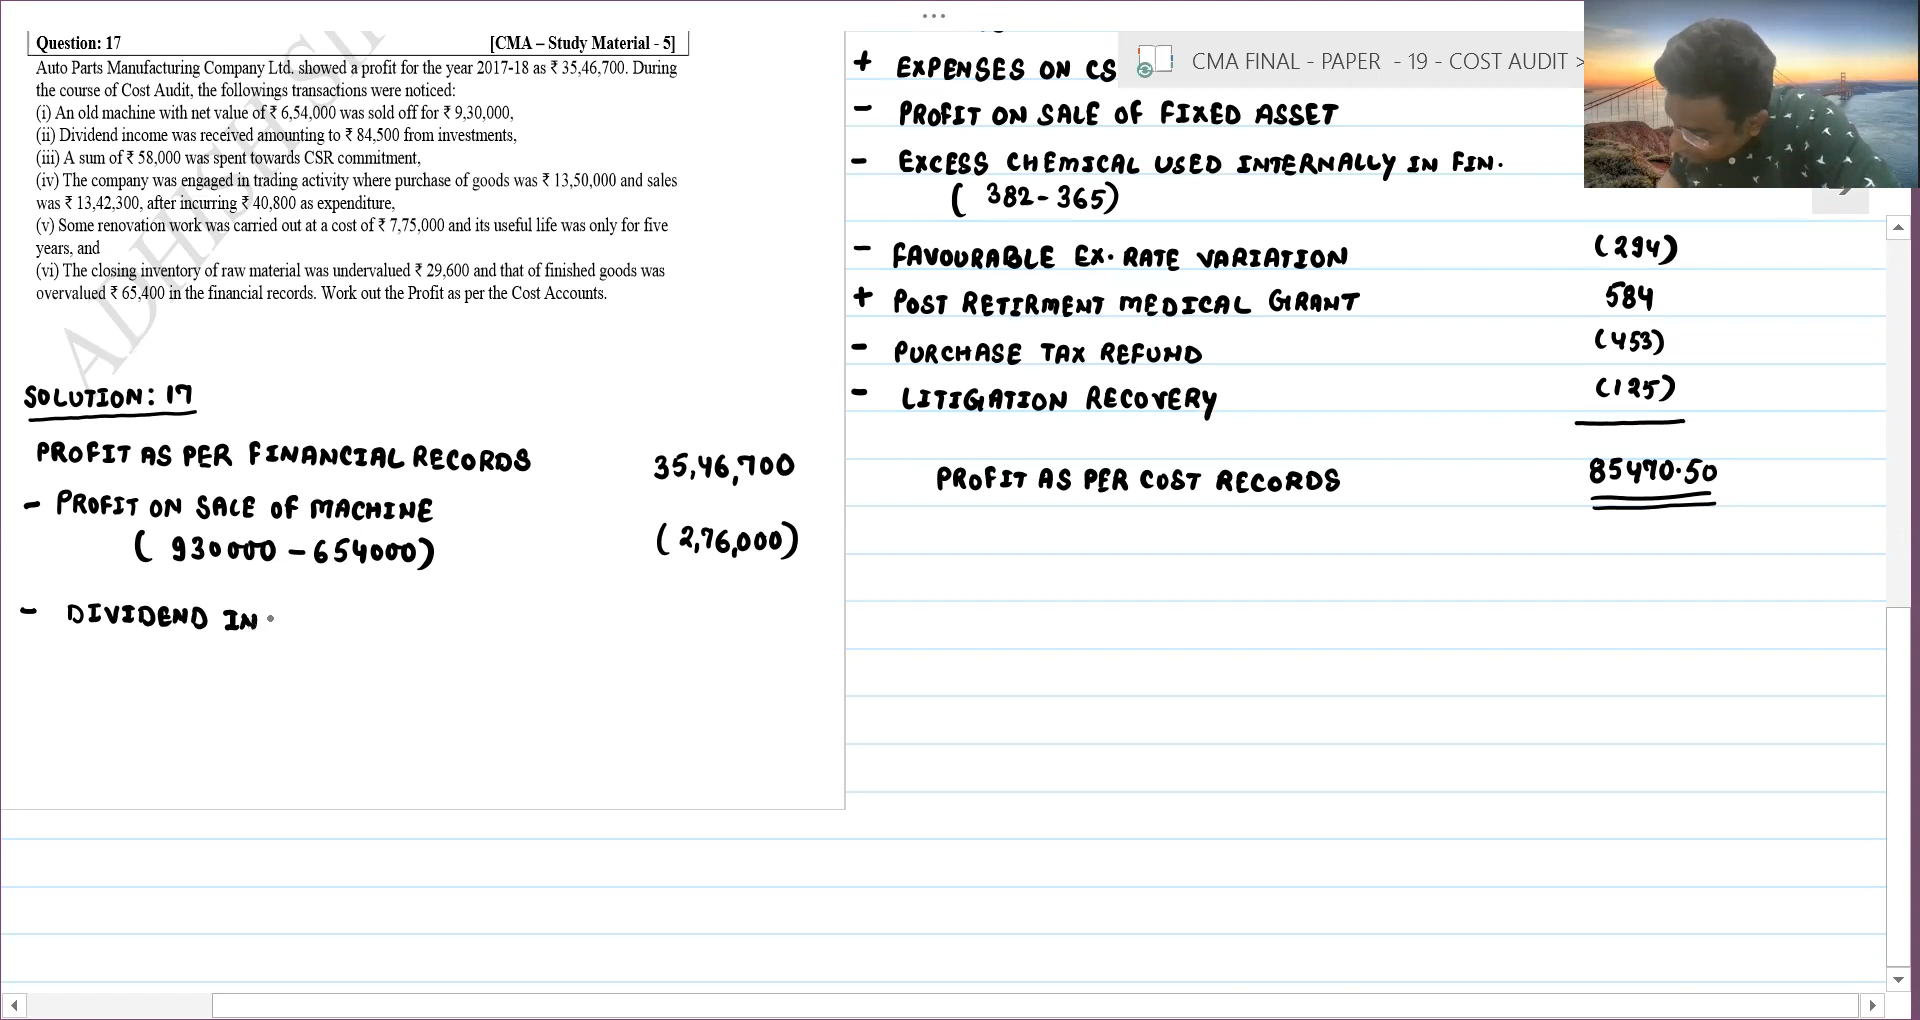 Question: 17 [CMA – Study Material - 5]
Auto Parts Manufacturing Company Ltd. showed a profit for the year 2017-18 as ₹ 35,46,700. During
the course of Cost Audit, the followings transactions were noticed:
(i) An old machine with net value of ₹ 6,54,000 was sold off for ₹ 9,30,000,
(ii) Dividend income was received amounting to ₹ 84,500 from investments,
(iii) A sum of ₹ 58,000 was spent towards CSR commitment,
(iv) The company was engaged in trading activity where purchase of goods was ₹ 13,50,000 and sales
was ₹ 13,42,300, after incurring ₹ 40,800 as expenditure,
(v) Some renovation work was carried out at a cost of ₹ 7,75,000 and its useful life was only for five
years, and
(vi) The closing inventory of raw material was undervalued ₹ 29,600 and that of finished goods was
overvalued ₹ 65,400 in the financial records. Work out the Profit as per the Cost Accounts.
SOLUTION: 17
PROFIT AS PER FINANCIAL RECORDS 35,46,700
- PROFIT ON SALE OF MACHINE
( 930000 - 654000) (2,76,000)
- DIVIDEND IN
+ EXPENSES ON CS
CMA FINAL - PAPER - 19 - COST AUDIT >
- PROFIT ON SALE OF FIXED ASSET
- EXCESS CHEMICAL USED INTERNALLY IN FIN.
( 382 - 365)
- FAVOURABLE EX. RATE VARIATION (294)
+ POST RETIRMENT MEDICAL GRANT 584
- PURCHASE TAX REFUND (453)
- LITIGATION RECOVERY (125)
PROFIT AS PER COST RECORDS 85470.50